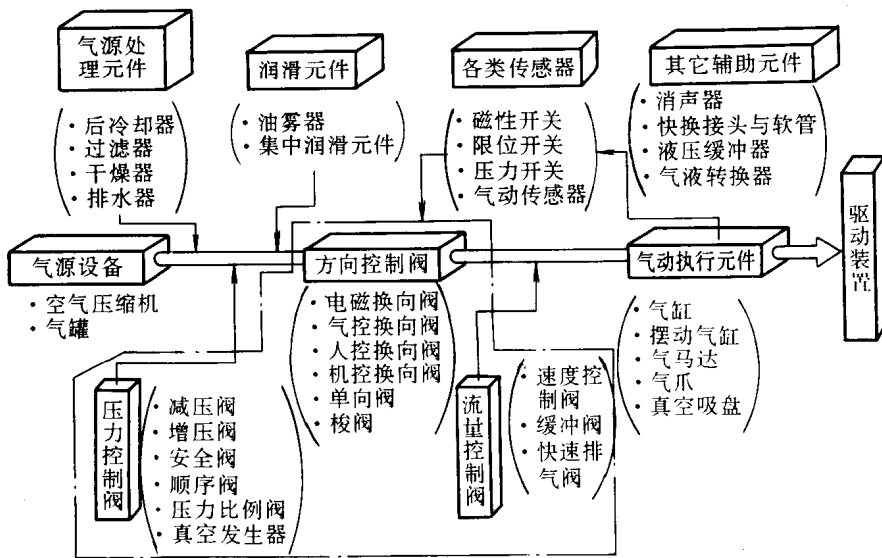 气源处
理元件
· 后冷却器
· 过滤器
· 干燥器
· 排水器
润滑元件
· 油雾器
· 集中润滑元件
各类传感器
· 磁性开关
· 限位开关
· 压力开关
· 气动传感器
其它辅助元件
· 消声器
· 快换接头与软管
· 液压缓冲器
· 气液转换器
气源设备
· 空气压缩机
· 气罐
方向控制阀
· 电磁换向阀
· 气控换向阀
· 人控换向阀
· 机控换向阀
· 单向阀
· 梭阀
气动执行元件
· 气缸
· 摆动气缸
· 气马达
· 气爪
· 真空吸盘
驱动装置
压力控制阀
· 减压阀
· 增压阀
· 安全阀
· 顺序阀
· 压力比例阀
· 真空发生器
流量控制阀
· 速度控
制阀
· 缓冲阀
· 快速排
气阀